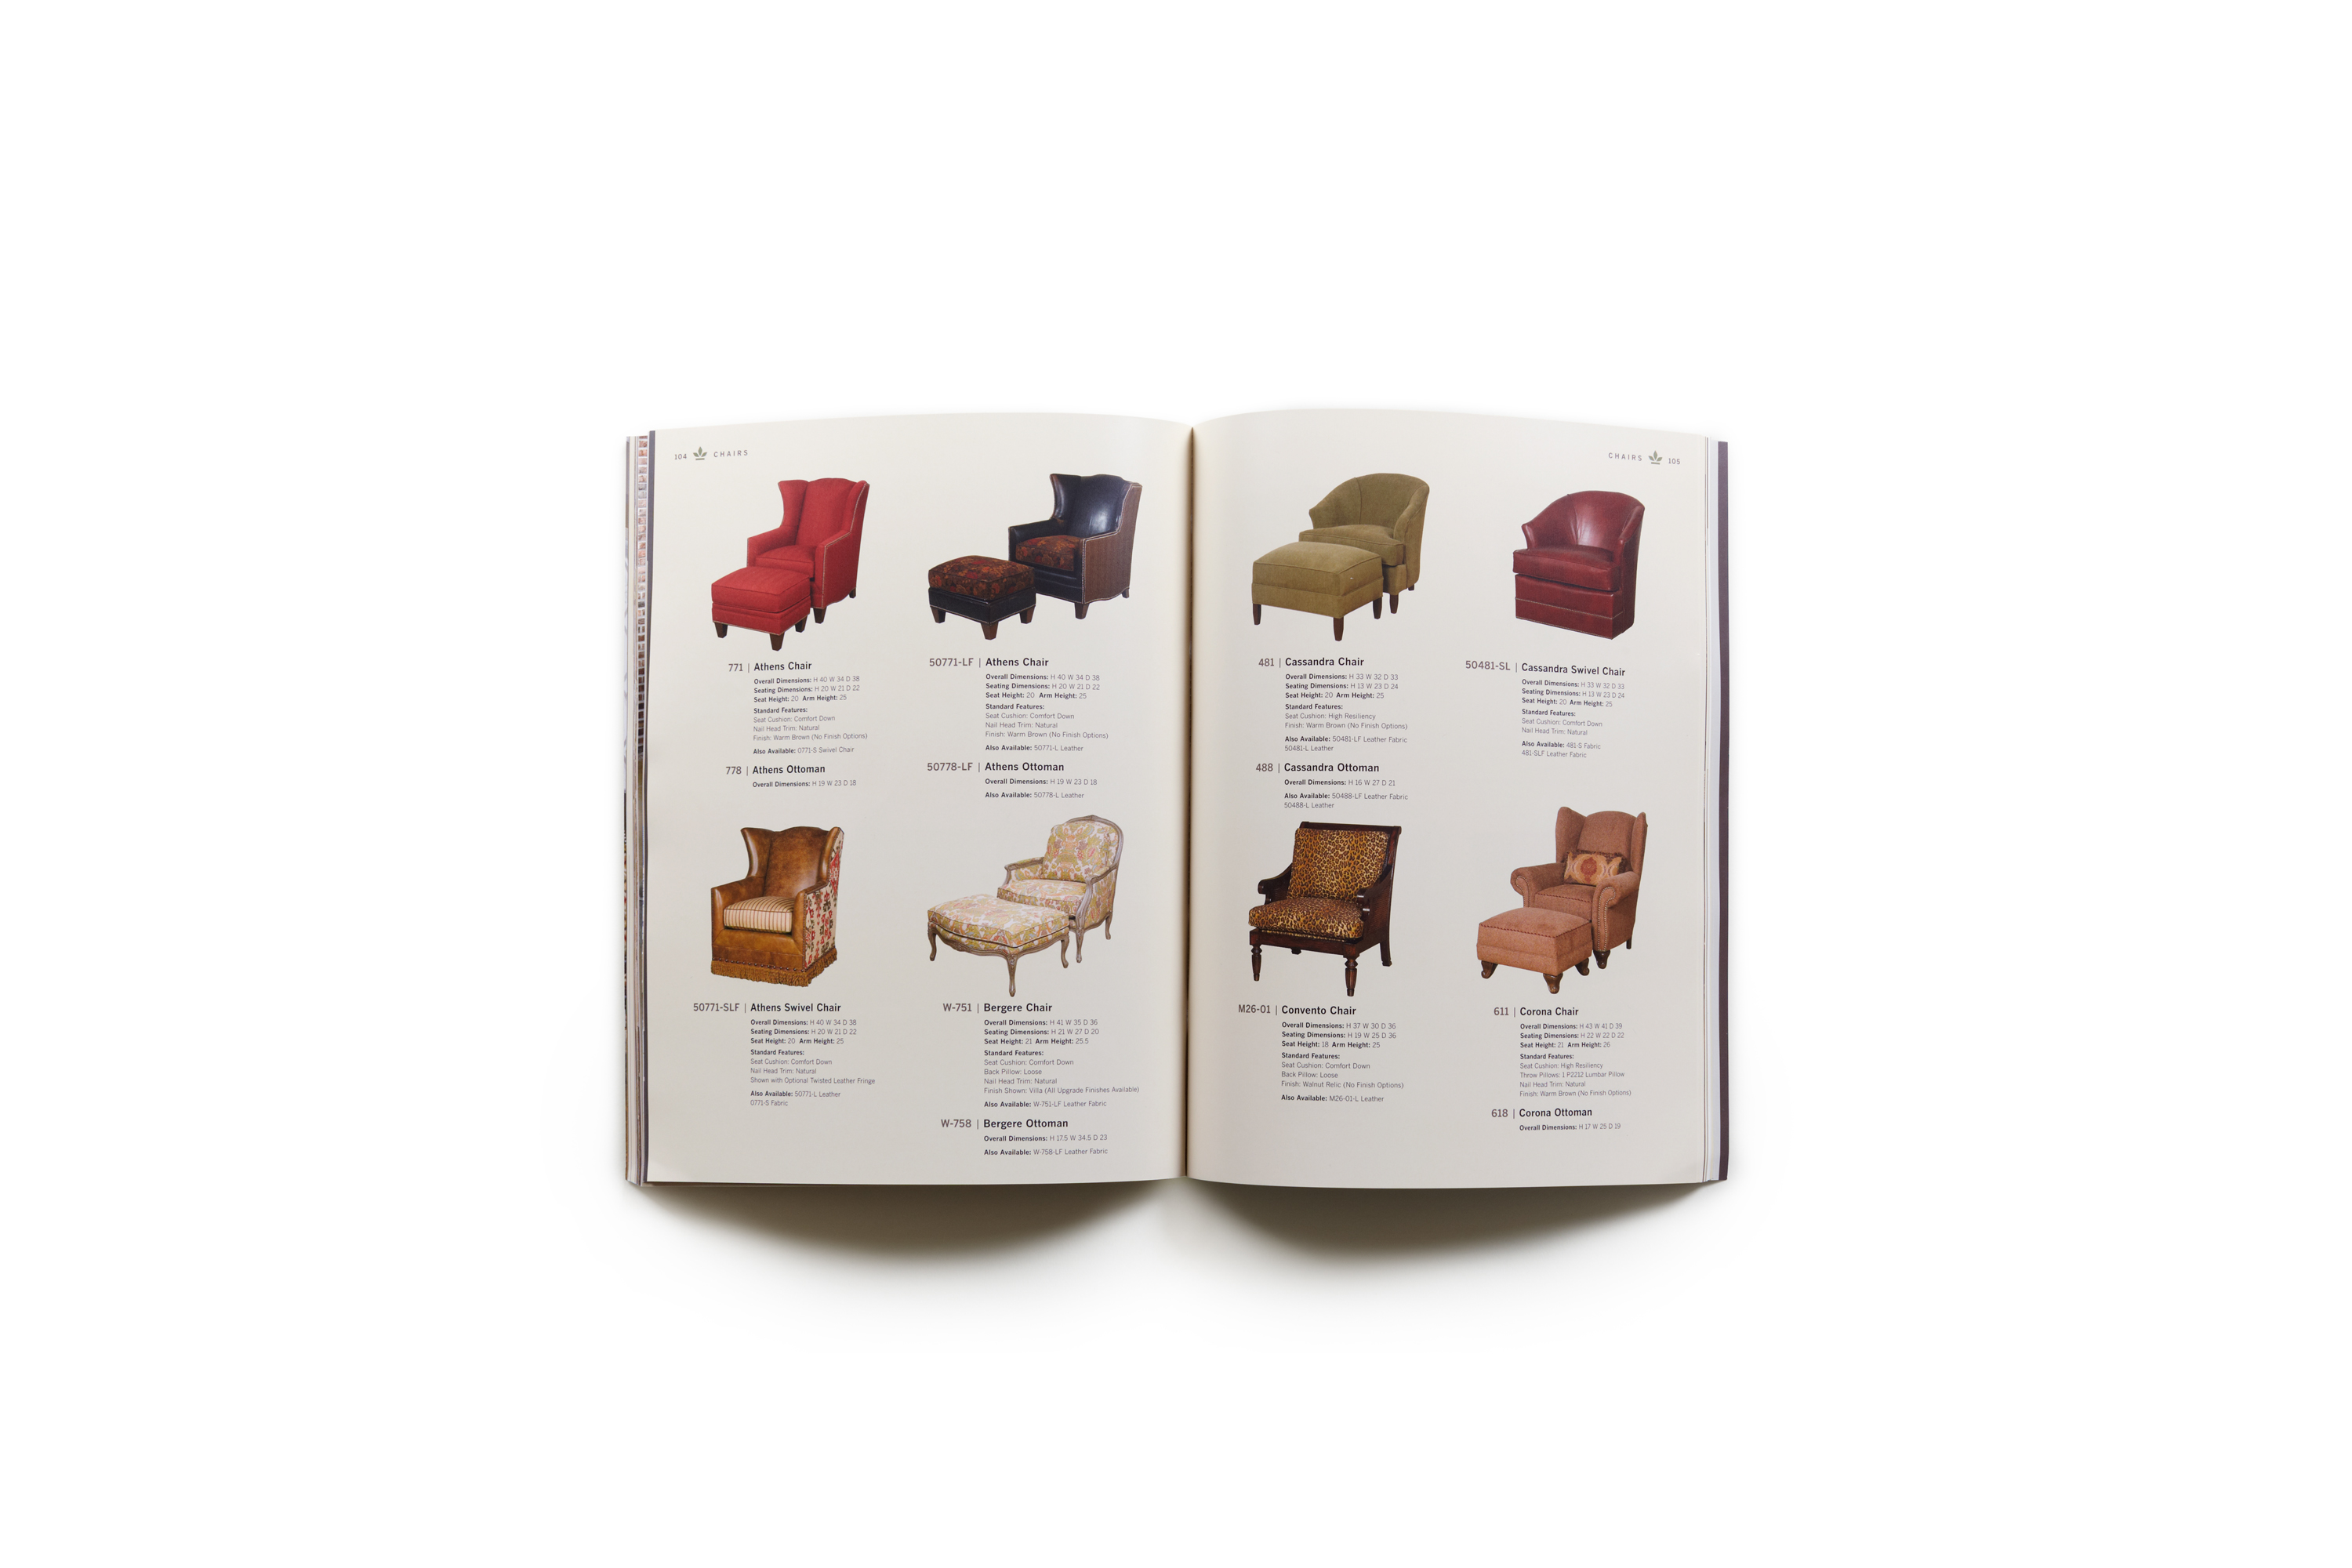 104 CHAIRS
771 | Athens Chair
Overall Dimensions: H 40 W 34 D 38
Seating Dimensions: H 20 W 21 D 22
Seat Height: 20 Arm Height: 25
Standard Features:
Seat Cushion: Comfort Down
Nail Head Trim: Natural
Finish: Warm Brown (No Finish Options)
Also Available: 0771-S Swivel Chair
778 | Athens Ottoman
Overall Dimensions: H 19 W 23 D 18
50771-LF | Athens Chair
Overall Dimensions: H 40 W 34 D 38
Seating Dimensions: H 20 W 21 D 22
Seat Height: 20 Arm Height: 25
Standard Features:
Seat Cushion: Comfort Down
Nail Head Trim: Natural
Finish: Warm Brown (No Finish Options)
Also Available: 50771-L Leather
50778-LF | Athens Ottoman
Overall Dimensions: H 19 W 23 D 18
Also Available: 50778-L Leather
50771-SLF | Athens Swivel Chair
Overall Dimensions: H 40 W 34 D 38
Seating Dimensions: H 20 W 21 D 22
Seat Height: 20 Arm Height: 25
Standard Features:
Seat Cushion: Comfort Down
Nail Head Trim: Natural
Shown with Optional Twisted Leather Fringe
Also Available: 50771-L Leather
0771-S Fabric
W-751 | Bergere Chair
Overall Dimensions: H 41 W 35 D 36
Seating Dimensions: H 21 W 27 D 20
Seat Height: 21 Arm Height: 25.5
Standard Features:
Seat Cushion: Comfort Down
Back Pillow: Loose
Nail Head Trim: Natural
Finish Shown: Villa (All Upgrade Finishes Available)
Also Available: W-751-LF Leather Fabric
W-758 | Bergere Ottoman
Overall Dimensions: H 17.5 W 34.5 D 23
Also Available: W-758-LF Leather Fabric
CHAIRS 105
481 | Cassandra Chair
Overall Dimensions: H 33 W 32 D 33
Seating Dimensions: H 13 W 23 D 24
Seat Height: 20 Arm Height: 25
Standard Features:
Seat Cushion: High Resiliency
Finish: Warm Brown (No Finish Options)
Also Available: 50481-LF Leather Fabric
50481-L Leather
488 | Cassandra Ottoman
Overall Dimensions: H 16 W 27 D 21
Also Available: 50488-LF Leather Fabric
50488-L Leather
50481-SL | Cassandra Swivel Chair
Overall Dimensions: H 33 W 32 D 33
Seating Dimensions: H 13 W 23 D 24
Seat Height: 20 Arm Height: 25
Standard Features:
Seat Cushion: Comfort Down
Nail Head Trim: Natural
Also Available: 481-S Fabric
481-SLF Leather Fabric
M26-01 | Convento Chair
Overall Dimensions: H 37 W 30 D 36
Seating Dimensions: H 19 W 25 D 36
Seat Height: 18 Arm Height: 25
Standard Features:
Seat Cushion: Comfort Down
Back Pillow: Loose
Finish: Walnut Relic (No Finish Options)
Also Available: M26-01-L Leather
611 | Corona Chair
Overall Dimensions: H 43 W 41 D 39
Seating Dimensions: H 22 W 22 D 22
Seat Height: 21 Arm Height: 26
Standard Features:
Seat Cushion: High Resiliency
Throw Pillows: 1 P2212 Lumbar Pillow
Nail Head Trim: Natural
Finish: Warm Brown (No Finish Options)
618 | Corona Ottoman
Overall Dimensions: H 17 W 25 D 19